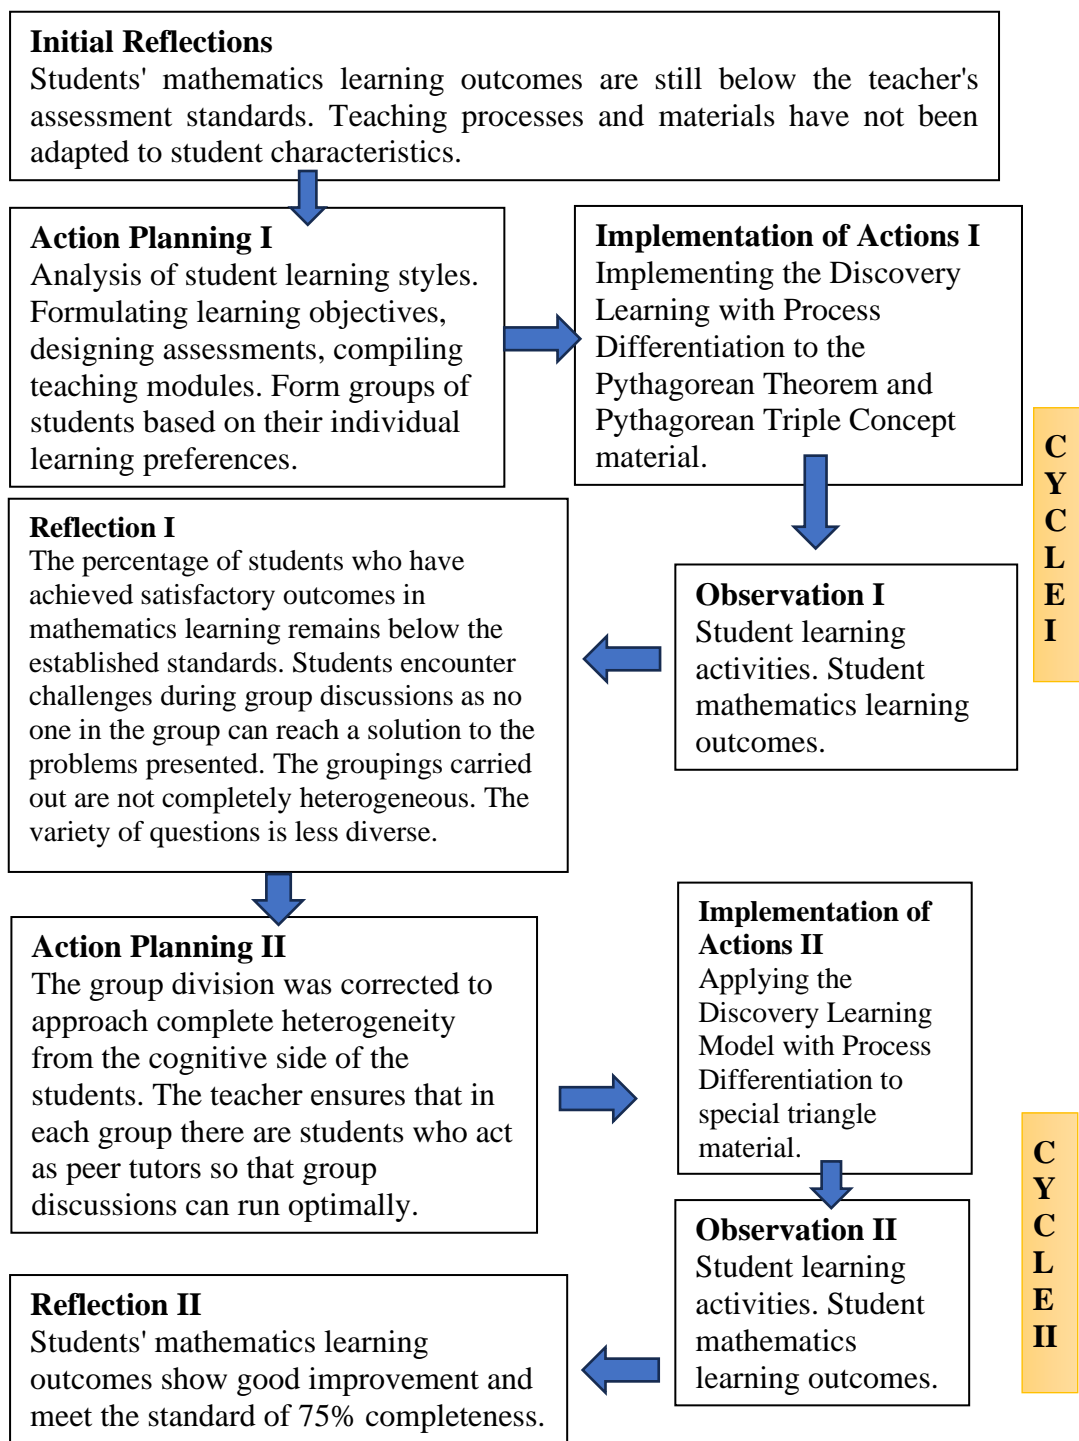 Initial Reflections
Students' mathematics learning outcomes are still below the teacher's
assessment standards. Teaching processes and materials have not been
adapted to student characteristics.
Action Planning I
Analysis of student learning styles.
Formulating learning objectives,
designing assessments, compiling
teaching modules. Form groups of
students based on their individual
learning preferences.
Implementation of Actions I
Implementing the Discovery
Learning with Process
Differentiation to the
Pythagorean Theorem and
Pythagorean Triple Concept
material.
C
Y
C
L
E
I
Observation I
Student learning
activities. Student
mathematics learning
outcomes.
Reflection I
The percentage of students who have
achieved satisfactory outcomes in
mathematics learning remains below the
established standards. Students encounter
challenges during group discussions as no
one in the group can reach a solution to the
problems presented. The groupings carried
out are not completely heterogeneous. The
variety of questions is less diverse.
Action Planning II
The group division was corrected to
approach complete heterogeneity
from the cognitive side of the
students. The teacher ensures that in
each group there are students who act
as peer tutors so that group
discussions can run optimally.
Implementation of
Actions II
Applying the
Discovery Learning
Model with Process
Differentiation to
special triangle
material.
C
Y
C
L
E
II
Observation II
Student learning
activities. Student
mathematics
learning outcomes.
Reflection II
Students' mathematics learning
outcomes show good improvement and
meet the standard of 75% completeness.